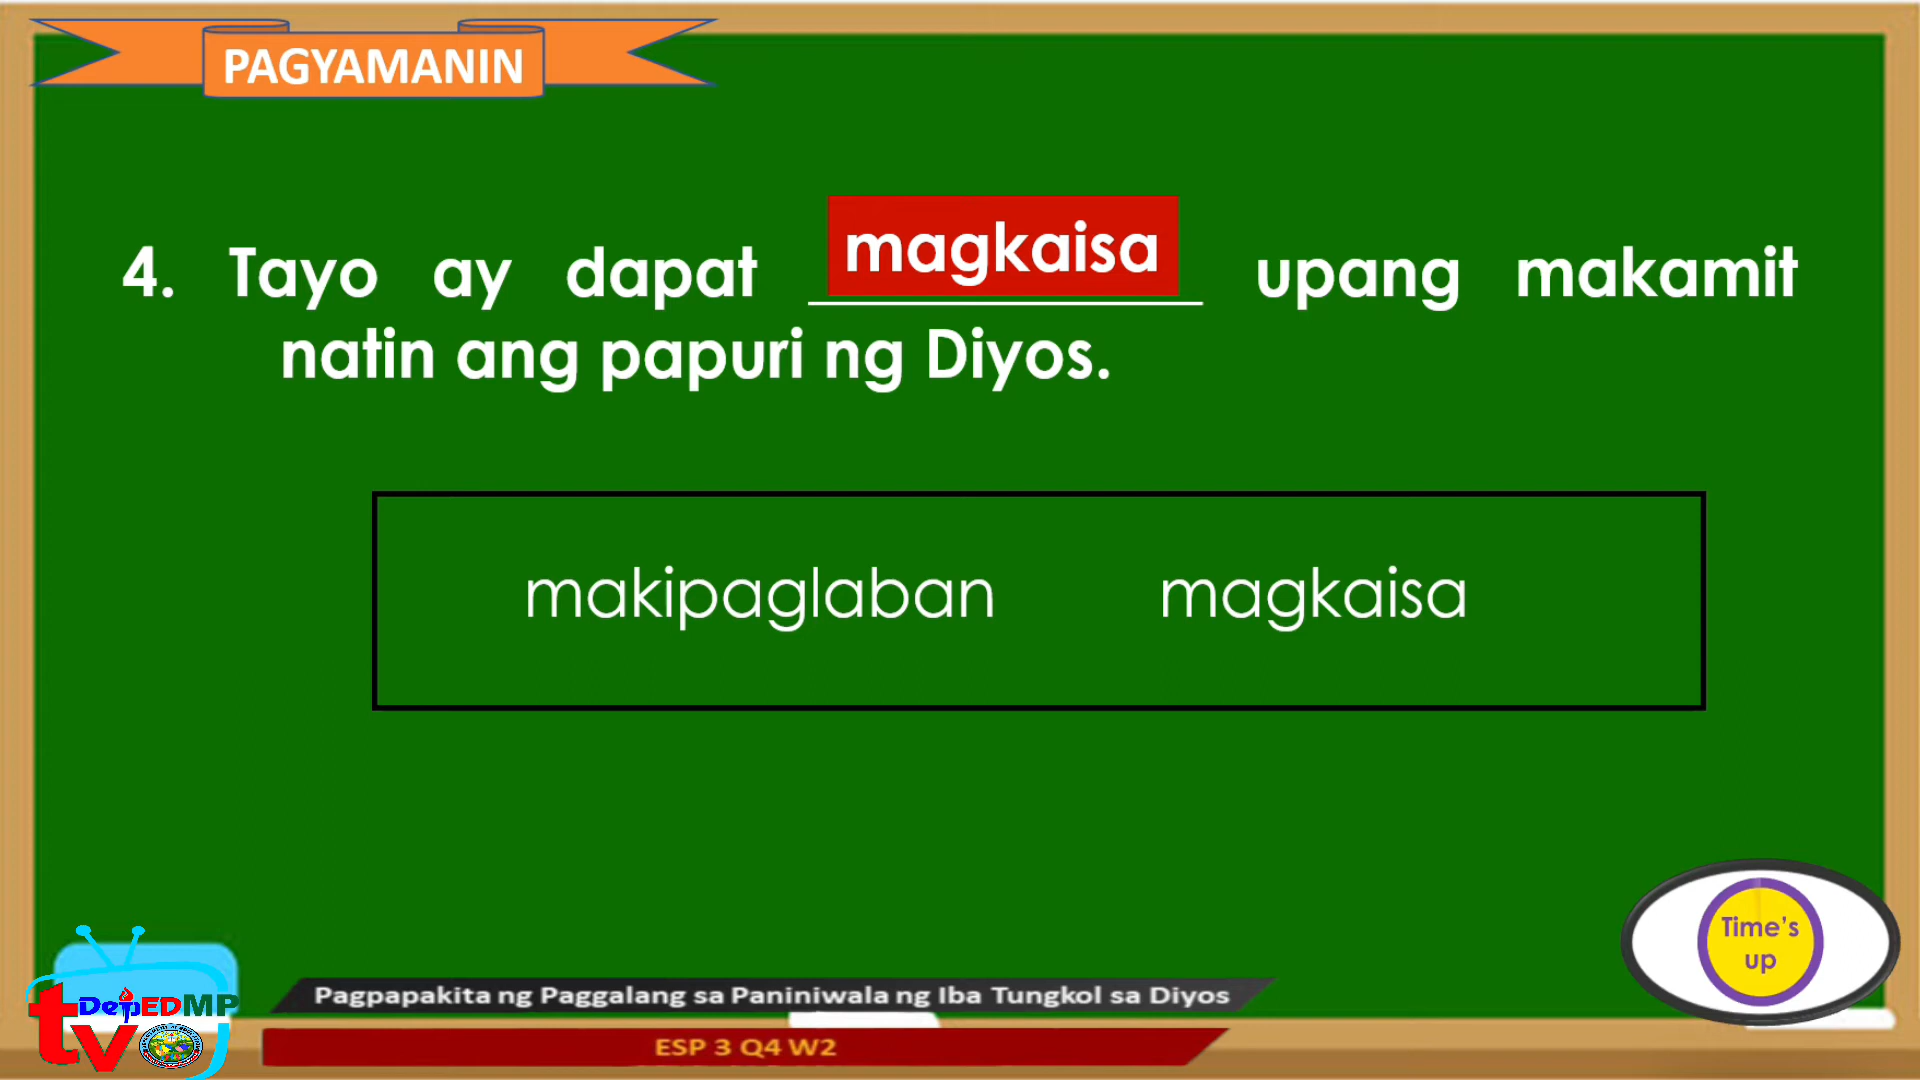 PAGYAMANIN
4. Tayo ay dapat magkaisa upang makamit
natin ang papuri ng Diyos.
makipaglaban magkaisa
Time's
up
DepEDMP
tv
Pagpapakita ng Paggalang sa Paniniwala ng Iba Tungkol sa Diyos
ESP 3 Q4 W2